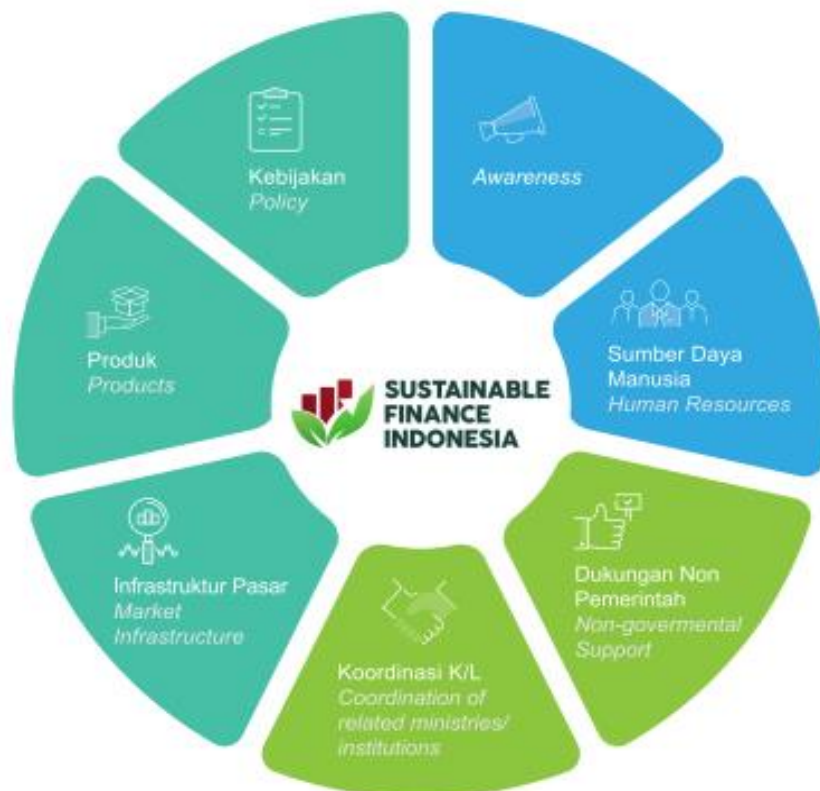 Kebijakan
Policy
Awareness
Produk
Products
Sumber Daya
Manusia
Human Resources
SUSTAINABLE
FINANCE
INDONESIA
Infrastruktur Pasar
Market
Infrastructure
Dukungan Non
Pemerintah
Non-govermental
Support
Koordinasi K/L
Coordination of
related ministries/
institutions